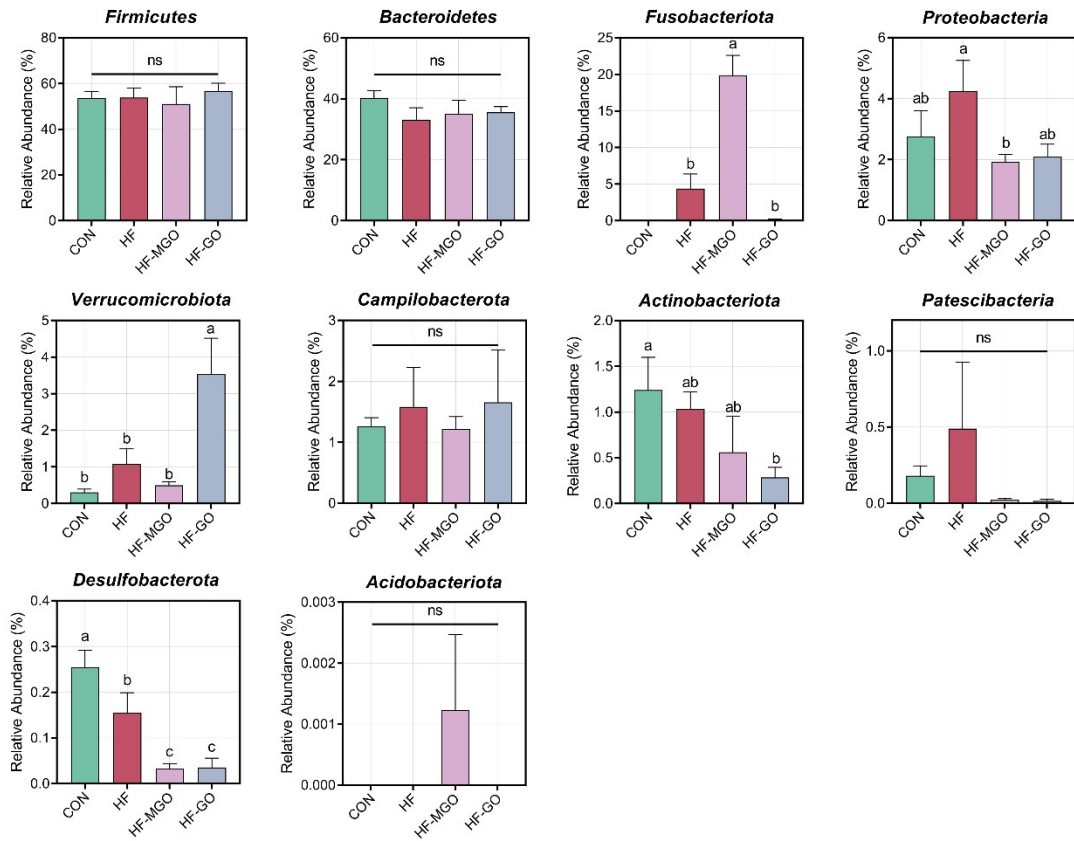 Firmicutes
Relative Abundance (%)
80
60
40
20
0
ns
CON
HF
HF-MGO
HF-GO
Bacteroidetes
Relative Abundance (%)
60
40
20
0
ns
CON
HF
HF-MGO
HF-GO
Fusobacteriota
Relative Abundance (%)
25
20
15
10
5
0
b
a
b
CON
HF
HF-MGO
HF-GO
Proteobacteria
Relative Abundance (%)
6
4
2
0
ab
a
b
ab
CON
HF
HF-MGO
HF-GO
Verrucomicrobiota
Relative Abundance (%)
5
4
3
2
1
0
b
b
b
a
CON
HF
HF-MGO
HF-GO
Campilobacterota
Relative Abundance (%)
3
2
1
0
ns
CON
HF
HF-MGO
HF-GO
Actinobacteriota
Relative Abundance (%)
2.0
1.5
1.0
0.5
0.0
a
ab
ab
b
CON
HF
HF-MGO
HF-GO
Patescibacteria
Relative Abundance (%)
1.0
0.5
0.0
ns
CON
HF
HF-MGO
HF-GO
Desulfobacterota
Relative Abundance (%)
0.4
0.3
0.2
0.1
0.0
a
b
c
c
CON
HF
HF-MGO
HF-GO
Acidobacteriota
Relative Abundance (%)
0.003
0.002
0.001
0.000
ns
CON
HF
HF-MGO
HF-GO